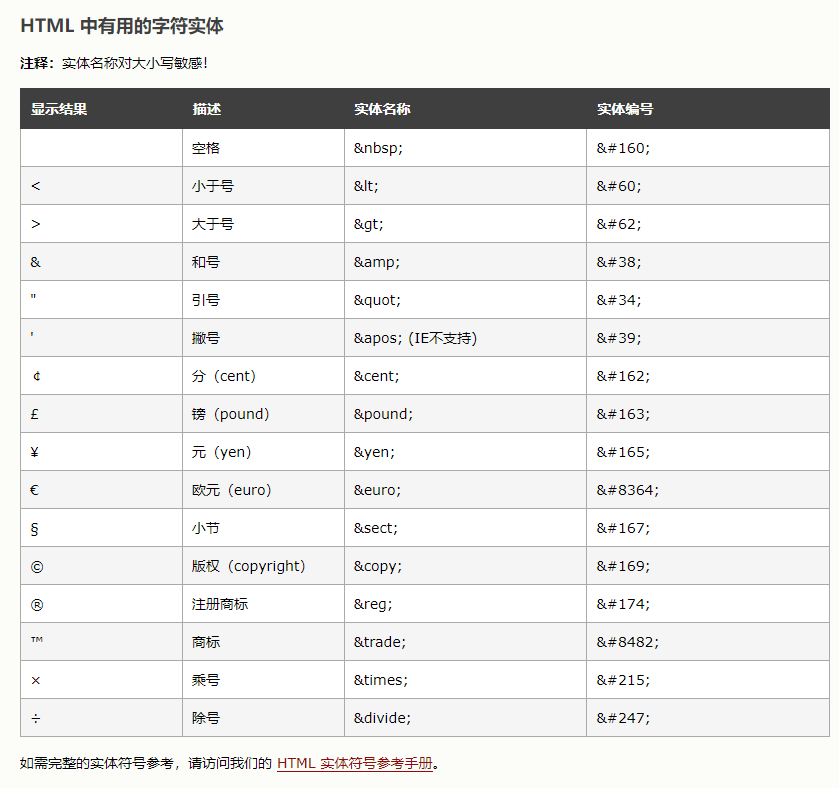 HTML 中有用的字符实体
注释：实体名称对大小写敏感！
显示结果 描述 实体名称 实体编号
空格 &nbsp; &#160;
< 小于号 &lt; &#60;
> 大于号 &gt; &#62;
& 和号 &amp; &#38;
" 引号 &quot; &#34;
' 撇号 &apos; (IE不支持) &#39;
¢ 分（cent） &cent; &#162;
£ 镑（pound） &pound; &#163;
¥ 元（yen） &yen; &#165;
€ 欧元（euro） &euro; &#8364;
§ 小节 &sect; &#167;
© 版权（copyright） &copy; &#169;
® 注册商标 &reg; &#174;
™ 商标 &trade; &#8482;
× 乘号 &times; &#215;
÷ 除号 &divide; &#247;
如需完整的实体符号参考，请访问我们的 HTML 实体符号参考手册。